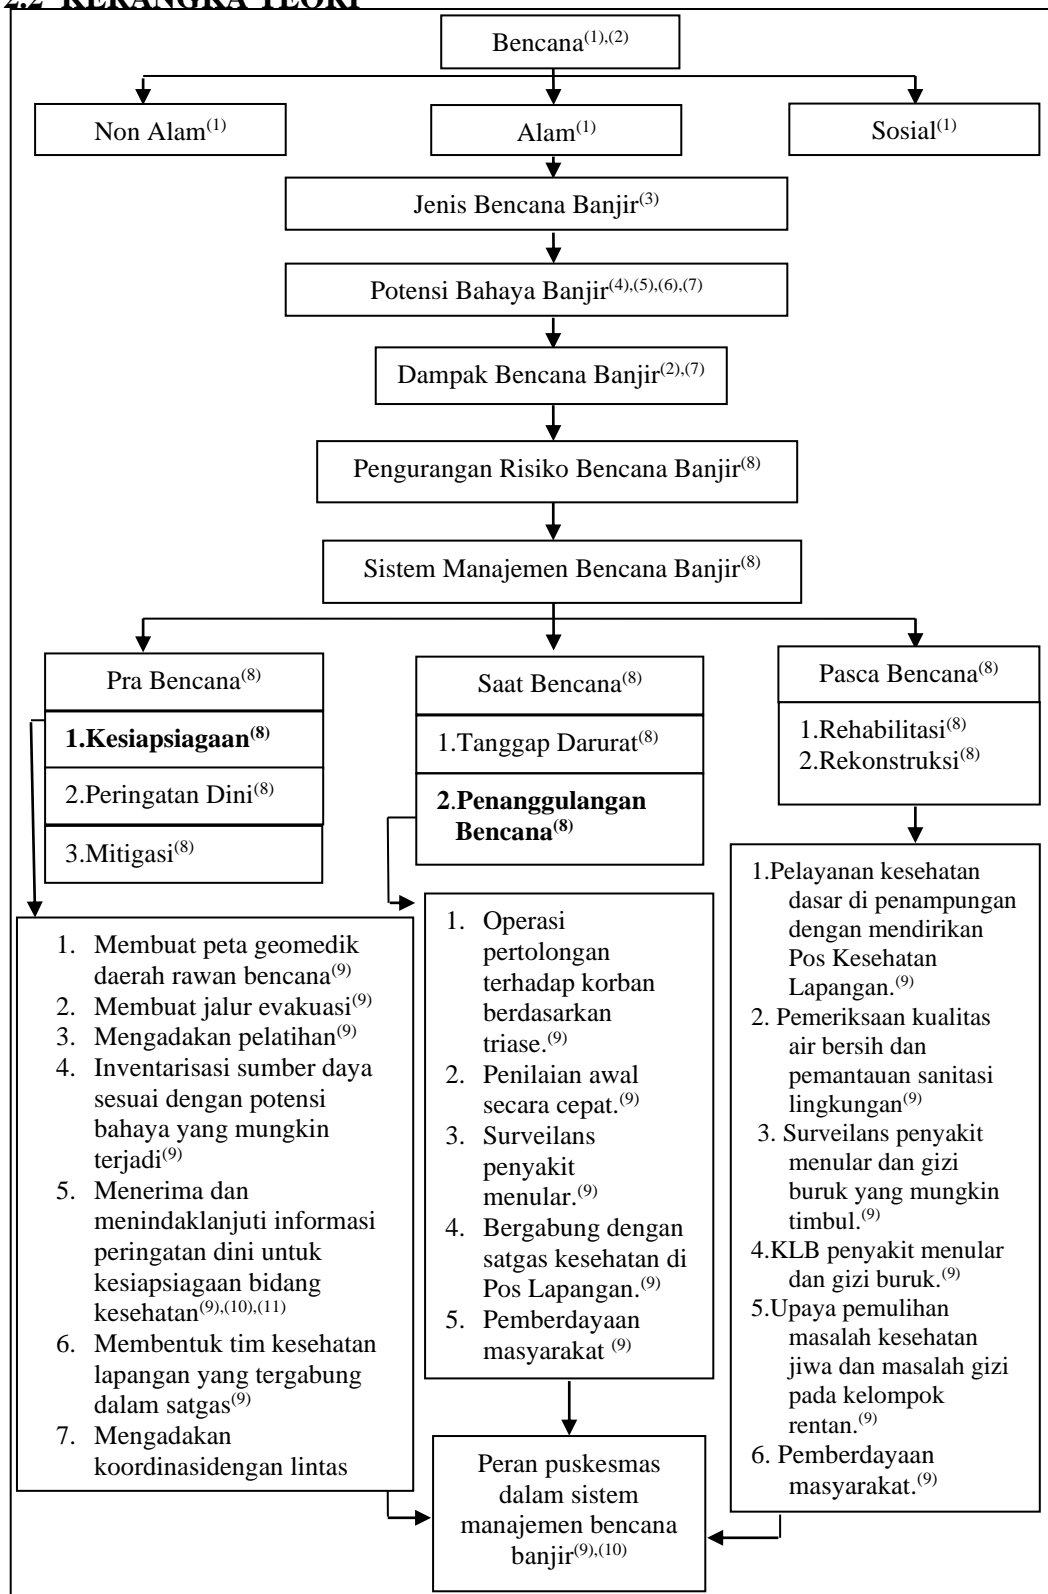 2.2 KERANGKA TEORI
Bencana(1),(2)
Non Alam(1)
Alam(1)
Sosial(1)
Jenis Bencana Banjir(3)
Potensi Bahaya Banjir(4),(5),(6),(7)
Dampak Bencana Banjir(2),(7)
Pengurangan Risiko Bencana Banjir(8)
Sistem Manajemen Bencana Banjir(8)
Pra Bencana(8)
1.Kesiapsiagaan(8)
2.Peringatan Dini(8)
3.Mitigasi(8)
Saat Bencana(8)
1.Tanggap Darurat(8)
2.Penanggulangan
Bencana(8)
Pasca Bencana(8)
1.Rehabilitasi(8)
2.Rekonstruksi(8)
1. Membuat peta geomedik
daerah rawan bencana(9)
2. Membuat jalur evakuasi(9)
3. Mengadakan pelatihan(9)
4. Inventarisasi sumber daya
sesuai dengan potensi
bahaya yang mungkin
terjadi(9)
5. Menerima dan
menindaklanjuti informasi
peringatan dini untuk
kesiapsiagaan bidang
kesehatan(9),(10),(11)
6. Membentuk tim kesehatan
lapangan yang tergabung
dalam satgas(9)
7. Mengadakan
koordinasidengan lintas
1. Operasi
pertolongan
terhadap korban
berdasarkan
triase.(9)
2. Penilaian awal
secara cepat.(9)
3. Surveilans
penyakit
menular.(9)
4. Bergabung dengan
satgas kesehatan di
Pos Lapangan.(9)
5. Pemberdayaan
masyarakat (9)
1.Pelayanan kesehatan
dasar di penampungan
dengan mendirikan
Pos Kesehatan
Lapangan.(9)
2. Pemeriksaan kualitas
air bersih dan
pemantauan sanitasi
lingkungan(9)
3. Surveilans penyakit
menular dan gizi
buruk yang mungkin
timbul.(9)
4.KLB penyakit menular
dan gizi buruk.(9)
5.Upaya pemulihan
masalah kesehatan
jiwa dan masalah gizi
pada kelompok
rentan.(9)
6. Pemberdayaan
masyarakat.(9)
Peran puskesmas
dalam sistem
manajemen bencana
banjir(9),(10)